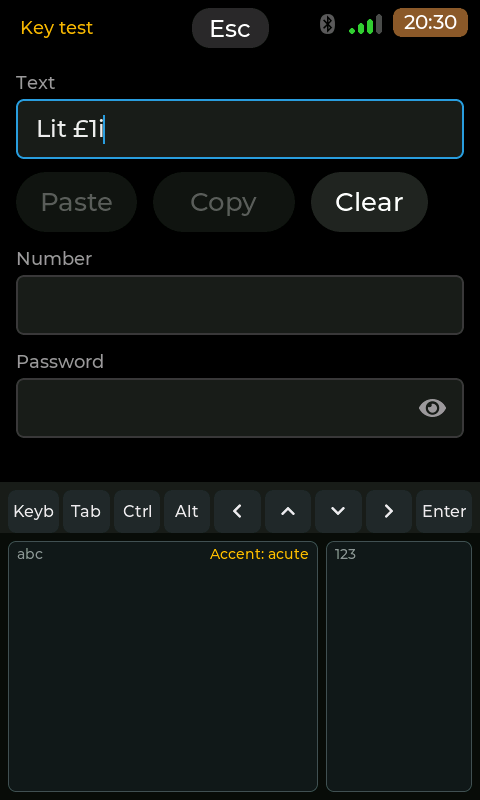 Key test
Esc
20:30
Text
Lit £1i
Paste Copy Clear
Number
Password
Keyb Tab Ctrl Alt Enter
abc Accent: acute 123